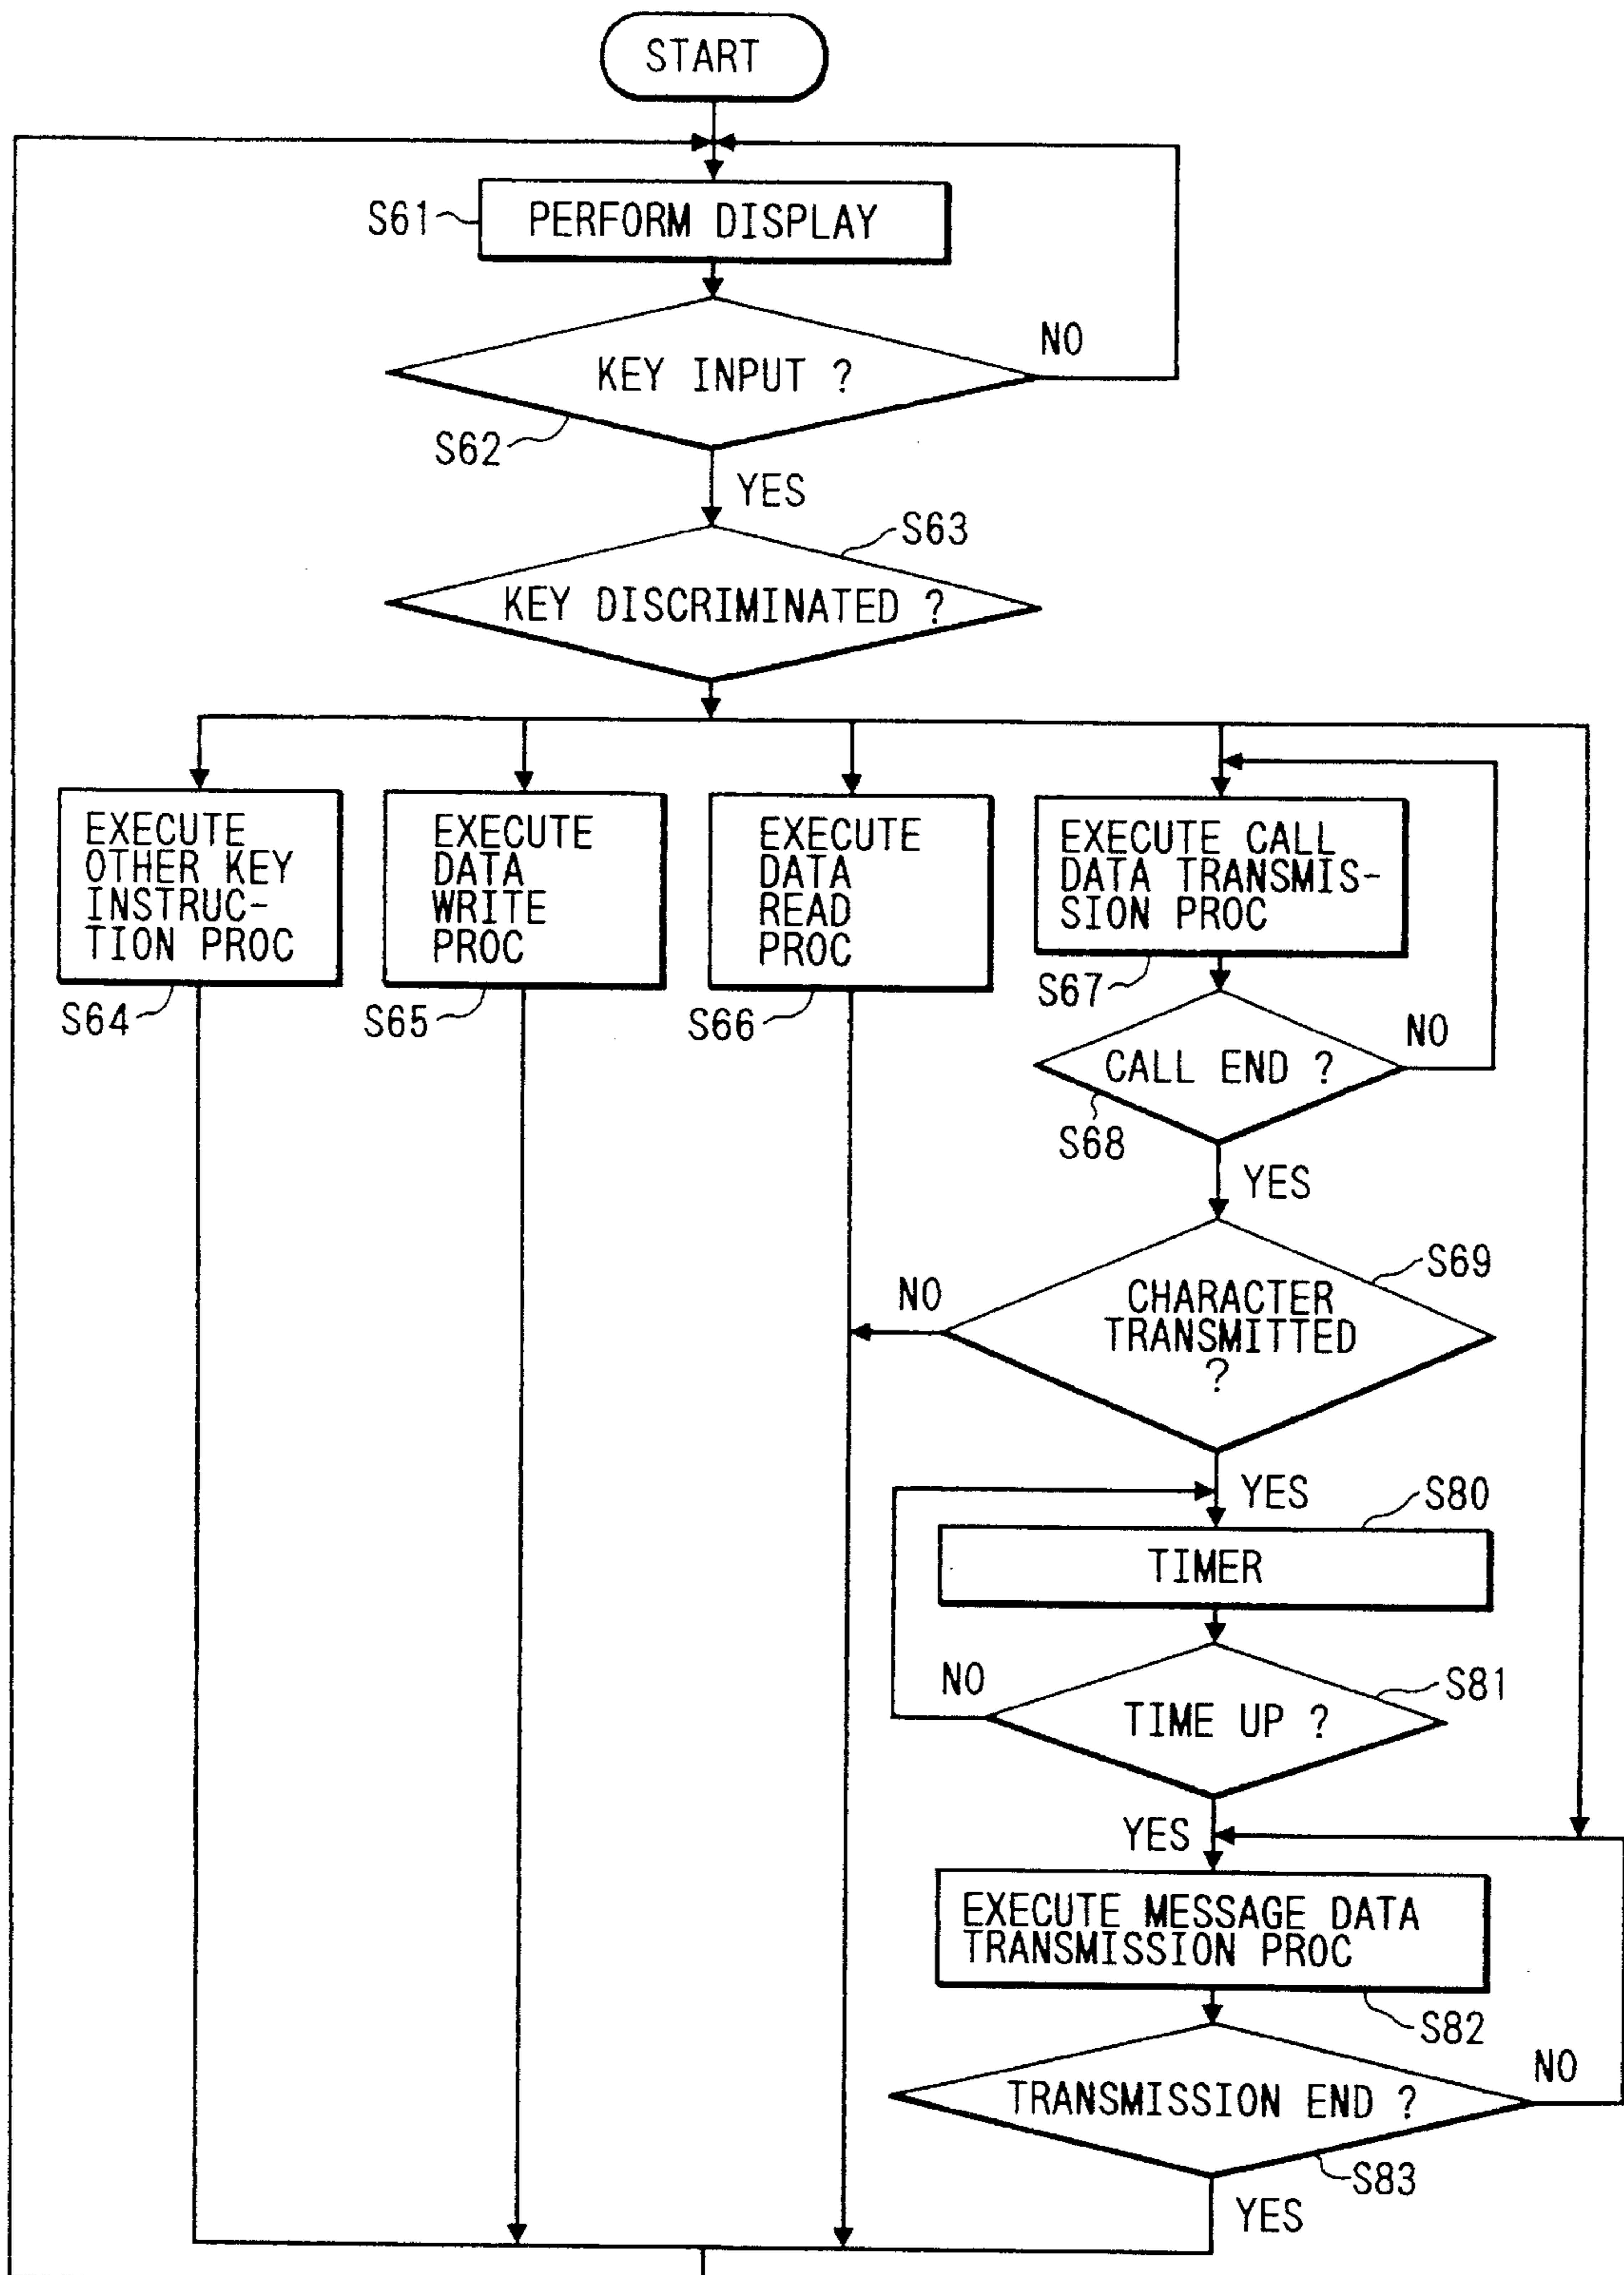 START
S61
PERFORM DISPLAY
KEY INPUT ?
NO
S62
YES
S63
KEY DISCRIMINATED ?
EXECUTE
OTHER KEY
INSTRUC-
TION PROC
S64
EXECUTE
DATA
WRITE
PROC
S65
EXECUTE
DATA
READ
PROC
S66
EXECUTE CALL
DATA TRANSMIS-
SION PROC
S67
NO
CALL END ?
S68
YES
S69
NO
CHARACTER
TRANSMITTED
?
YES
S80
TIMER
NO
S81
TIME UP ?
YES
EXECUTE MESSAGE DATA
TRANSMISSION PROC
S82
NO
TRANSMISSION END ?
S83
YES